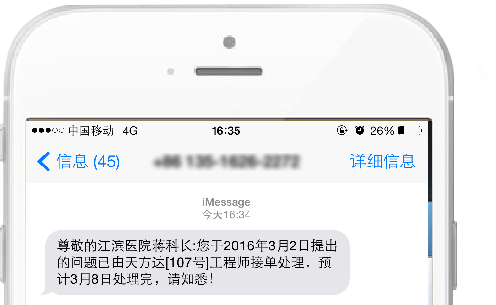 中国移动 4G 16:35 26%
信息 (45) 详细信息
iMessage
今天16:34
尊敬的江滨医院蒋科长:您于2016年3月2日提出
的问题已由天方达[107号]工程师接单处理，预
计3月8日处理完，请知悉！